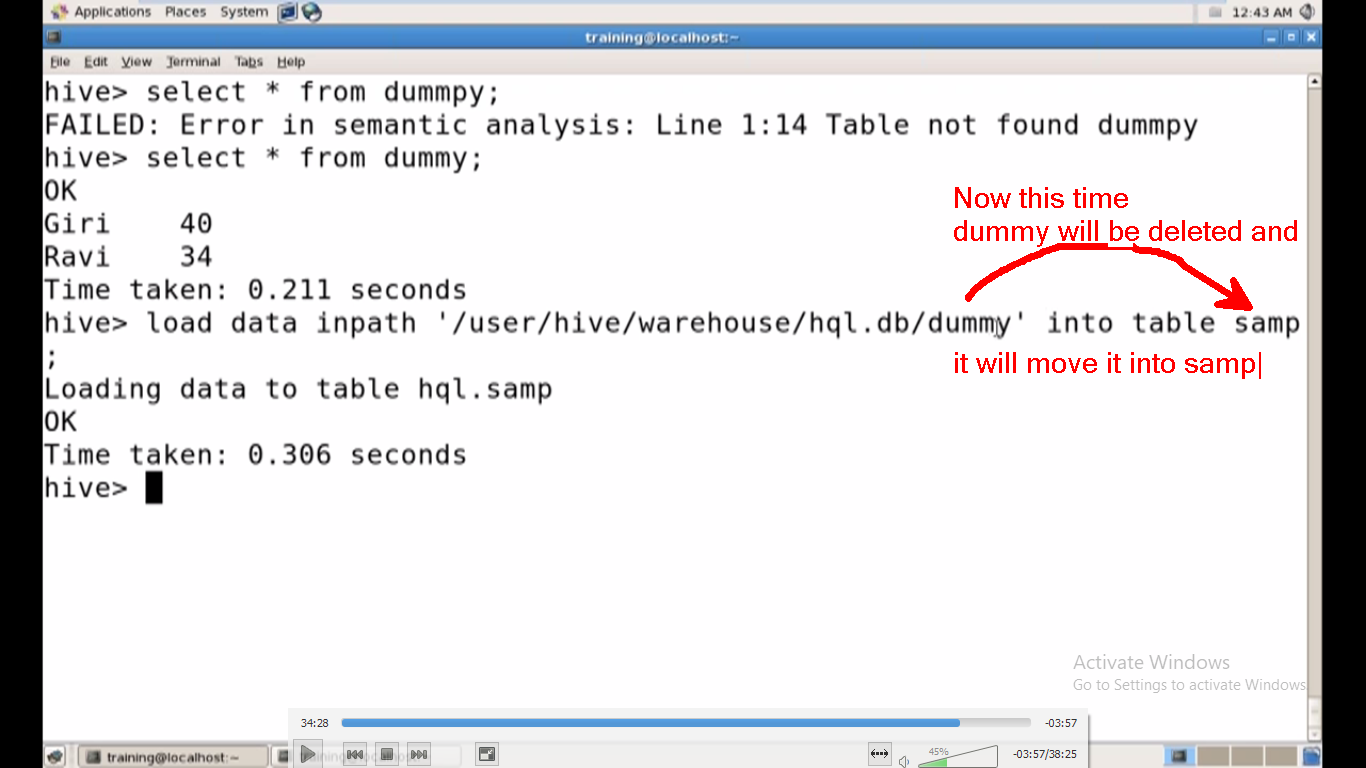 Applications Places System 12:43 AM
training@localhost:~
File Edit View Terminal Tabs Help
hive> select * from dummpy;
FAILED: Error in semantic analysis: Line 1:14 Table not found dummpy
hive> select * from dummy;
OK
Giri 40
Ravi 34
Time taken: 0.211 seconds
Now this time
dummy will be deleted and
hive> load data inpath '/user/hive/warehouse/hql.db/dummy' into table samp
;
it will move it into samp
Loading data to table hql.samp
OK
Time taken: 0.306 seconds
hive>
Activate Windows
Go to Settings to activate Windows
34:28 -03:57
45% -03:57/38:25
training@localhost:~